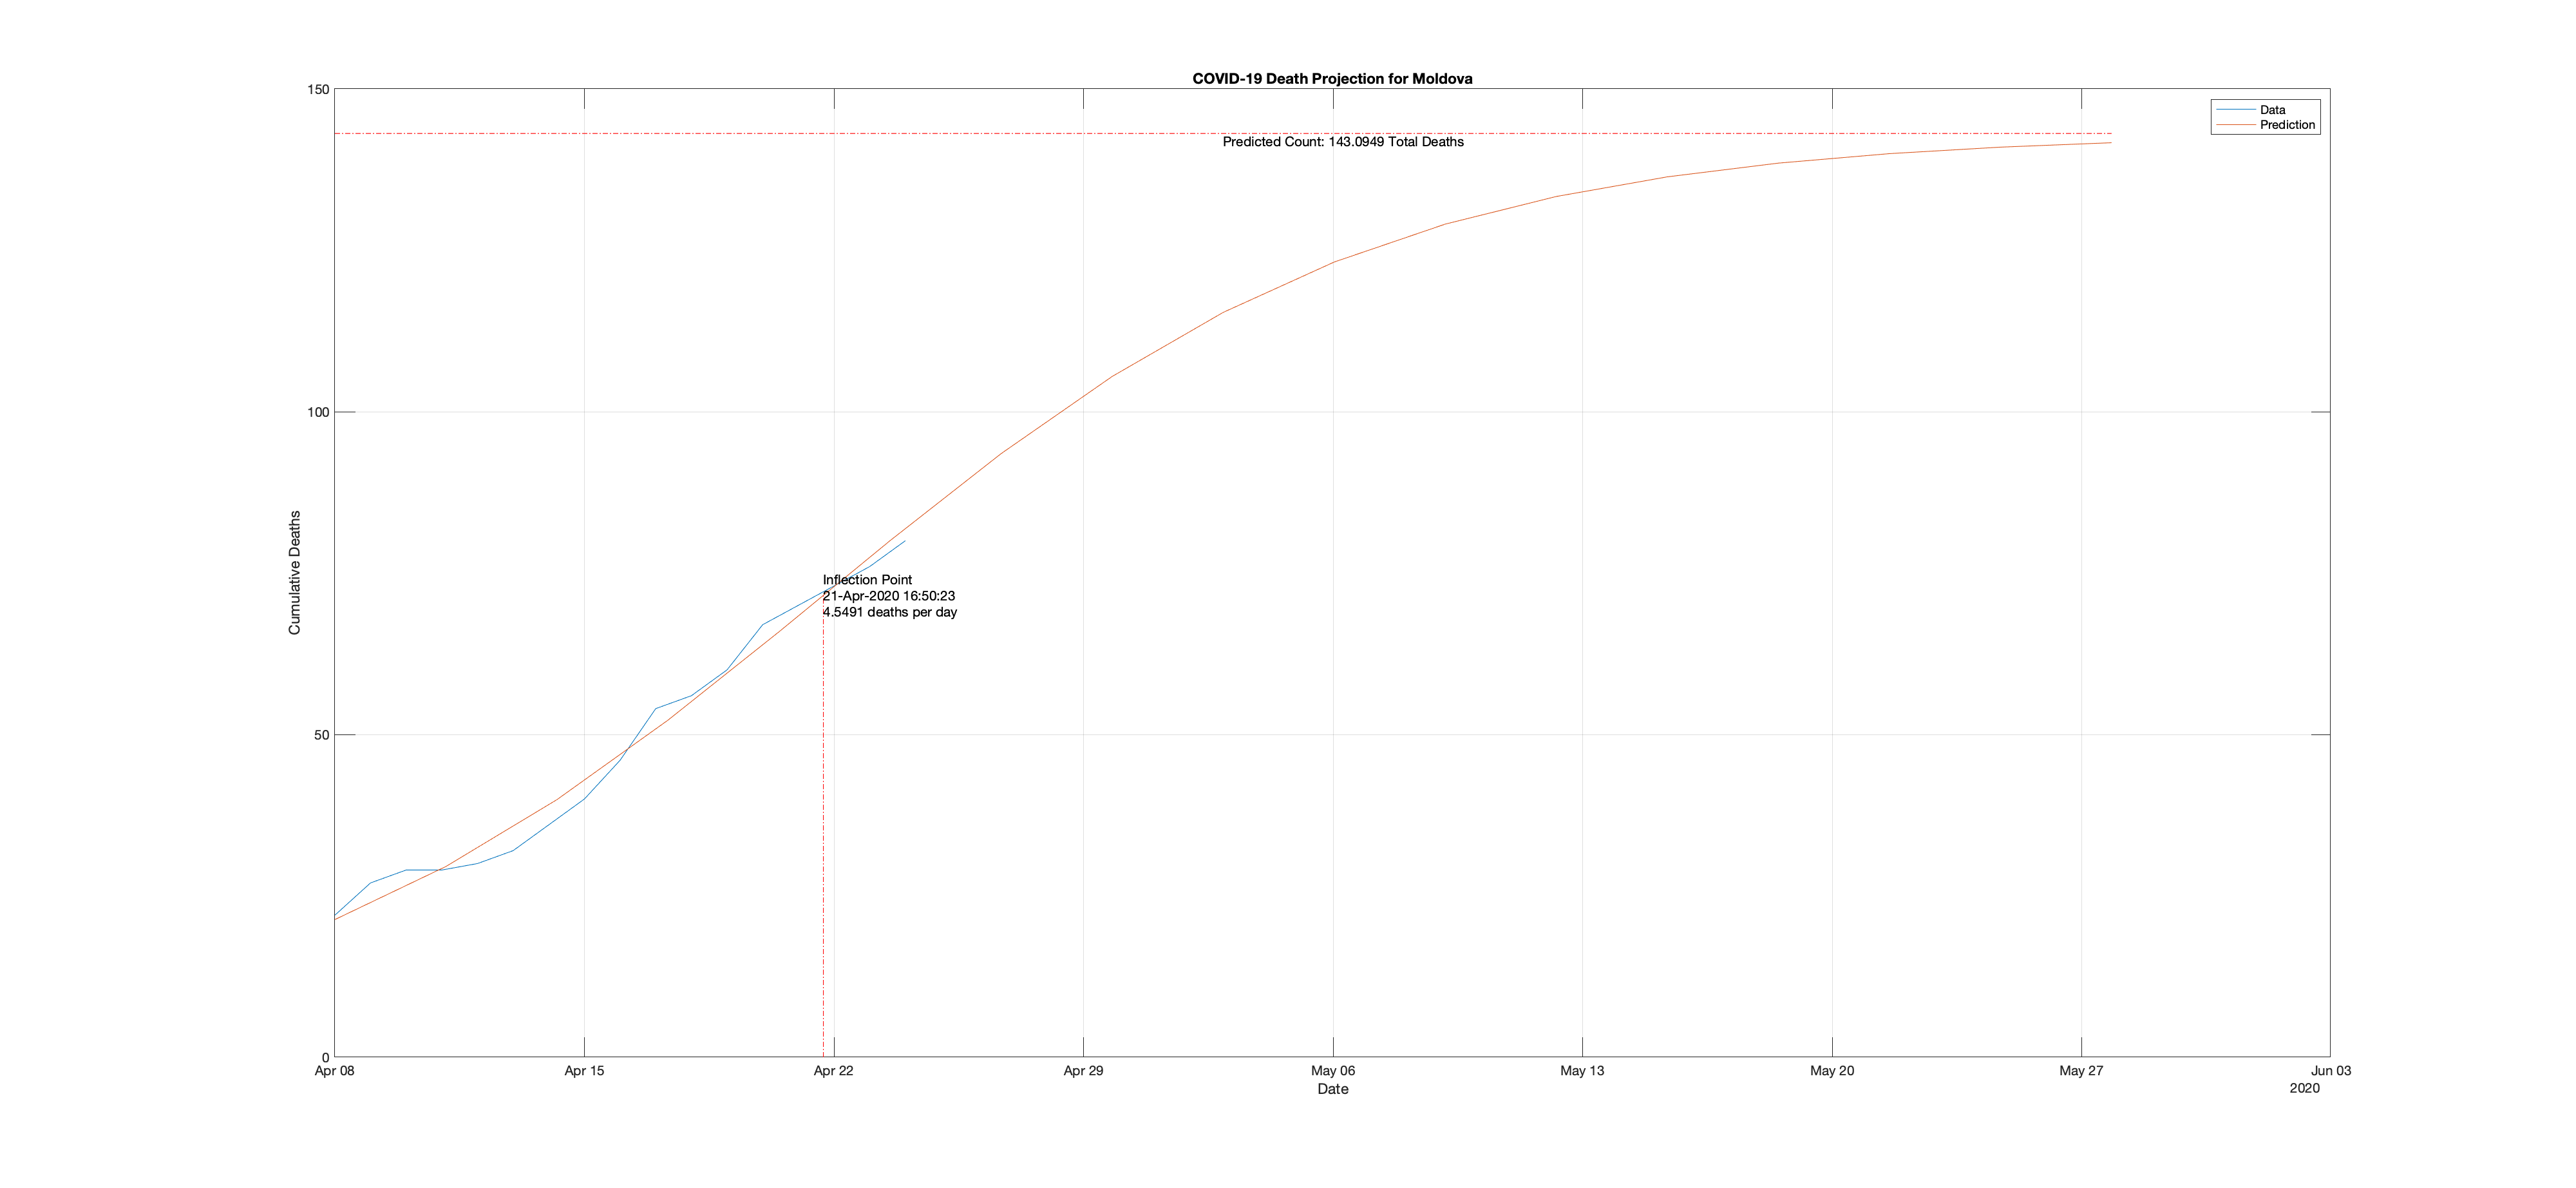 COVID-19 Death Projection for Moldova
150
100
50
0
Cumulative Deaths
Data
Prediction
Predicted Count: 143.0949 Total Deaths
Inflection Point
21-Apr-2020 16:50:23
4.5491 deaths per day
Apr 08 Apr 15 Apr 22 Apr 29 May 06 May 13 May 20 May 27 Jun 03
Date
2020